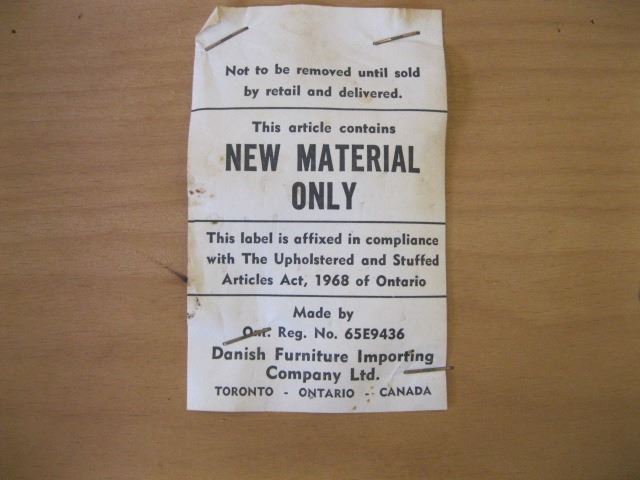 Not to be removed until sold
by retail and delivered.
This article contains
NEW MATERIAL
ONLY
This label is affixed in compliance
with The Upholstered and Stuffed
Articles Act, 1968 of Ontario
Made by
Ont. Reg. No. 65E9436
Danish Furniture Importing
Company Ltd.
TORONTO - ONTARIO - CANADA